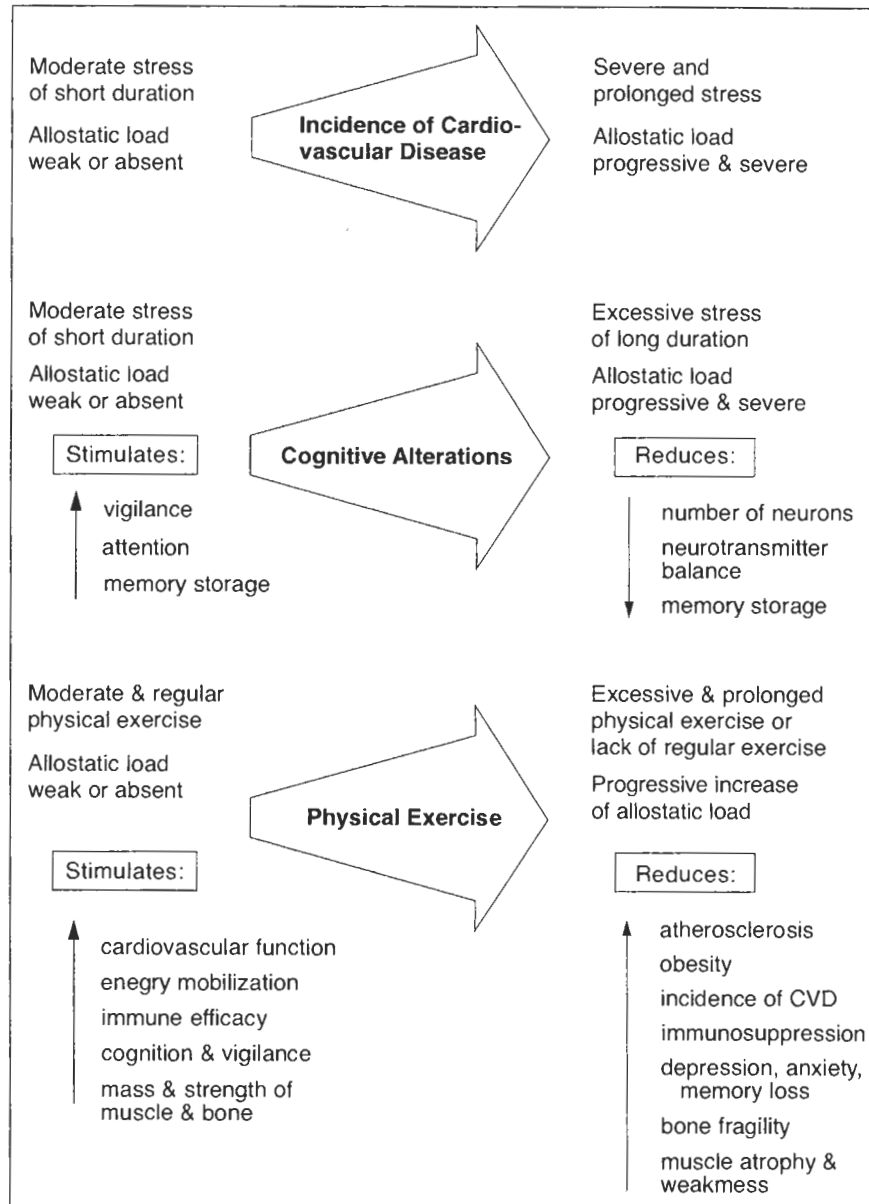 Moderate stress
of short duration
Allostatic load
weak or absent
Incidence of Cardio-
vascular Disease
Severe and
prolonged stress
Allostatic load
progressive & severe
Moderate stress
of short duration
Allostatic load
weak or absent
Stimulates:
vigilance
attention
memory storage
Cognitive Alterations
Excessive stress
of long duration
Allostatic load
progressive & severe
Reduces:
number of neurons
neurotransmitter
balance
memory storage
Moderate & regular
physical exercise
Allostatic load
weak or absent
Stimulates:
cardiovascular function
enegry mobilization
immune efficacy
cognition & vigilance
mass & strength of
muscle & bone
Physical Exercise
Excessive & prolonged
physical exercise or
lack of regular exercise
Progressive increase
of allostatic load
Reduces:
atherosclerosis
obesity
incidence of CVD
immunosuppression
depression, anxiety,
memory loss
bone fragility
muscle atrophy &
weakmess